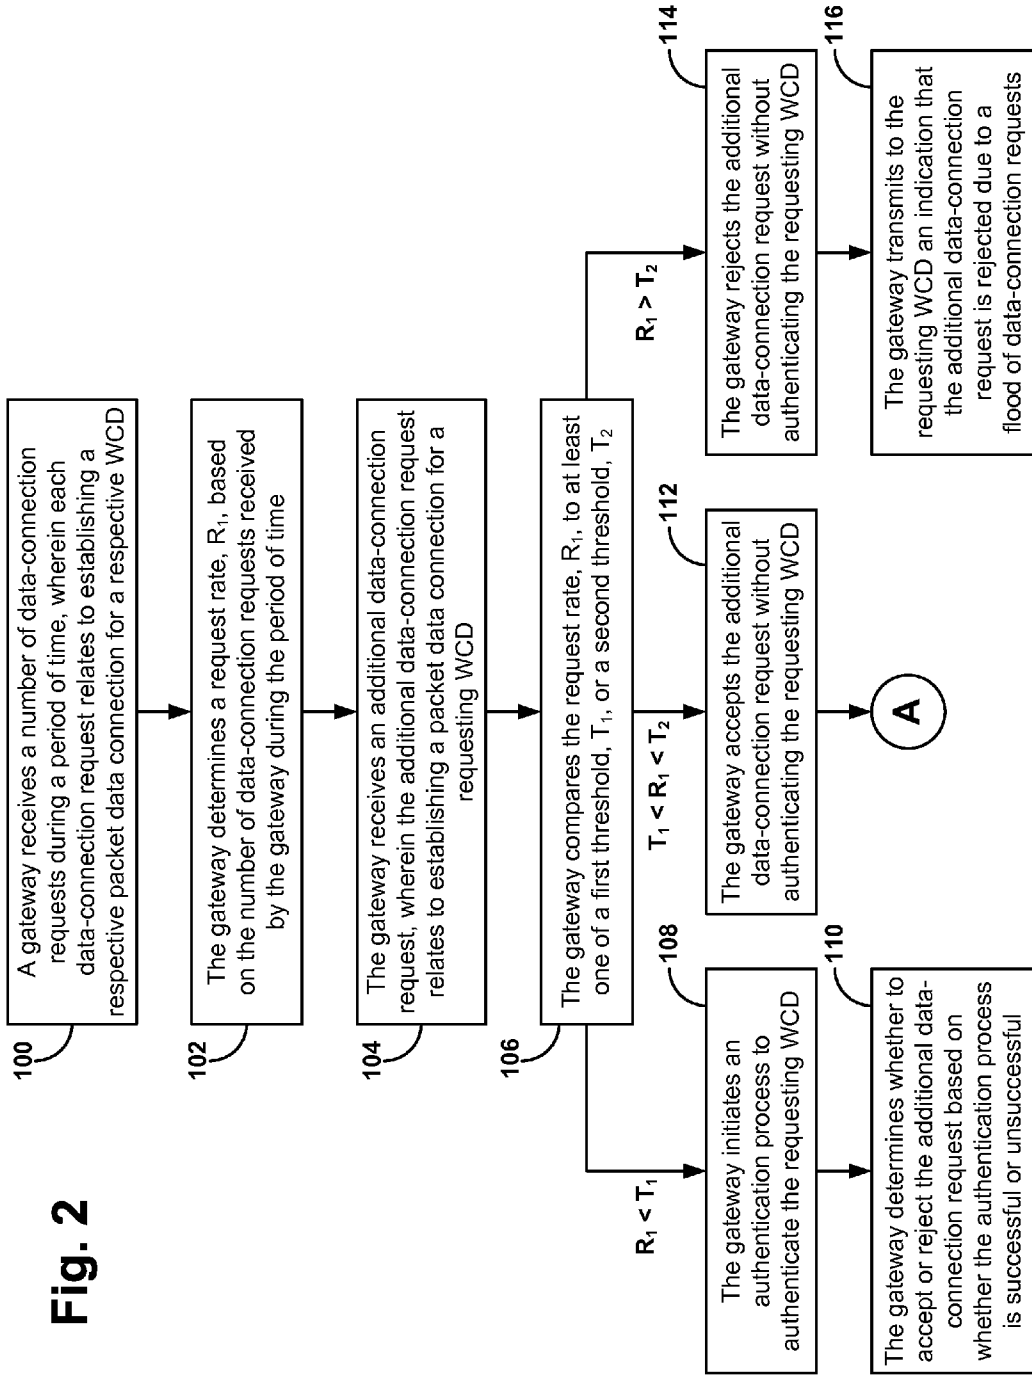 Fig. 2
100
A gateway receives a number of data-connection
requests during a period of time, wherein each
data-connection request relates to establishing a
respective packet data connection for a respective WCD
102
The gateway determines a request rate, R₁, based
on the number of data-connection requests received
by the gateway during the period of time
104
The gateway receives an additional data-connection
request, wherein the additional data-connection request
relates to establishing a packet data connection for a
requesting WCD
106
The gateway compares the request rate, R₁, to at least
one of a first threshold, T₁, or a second threshold, T₂
R₁ < T₁
108
The gateway initiates an
authentication process to
authenticate the requesting WCD
110
The gateway determines whether to
accept or reject the additional data-
connection request based on
whether the authentication process
is successful or unsuccessful
T₁ < R₁ < T₂
112
The gateway accepts the additional
data-connection request without
authenticating the requesting WCD
A
R₁ > T₂
114
The gateway rejects the additional
data-connection request without
authenticating the requesting WCD
116
The gateway transmits to the
requesting WCD an indication that
the additional data-connection
request is rejected due to a
flood of data-connection requests